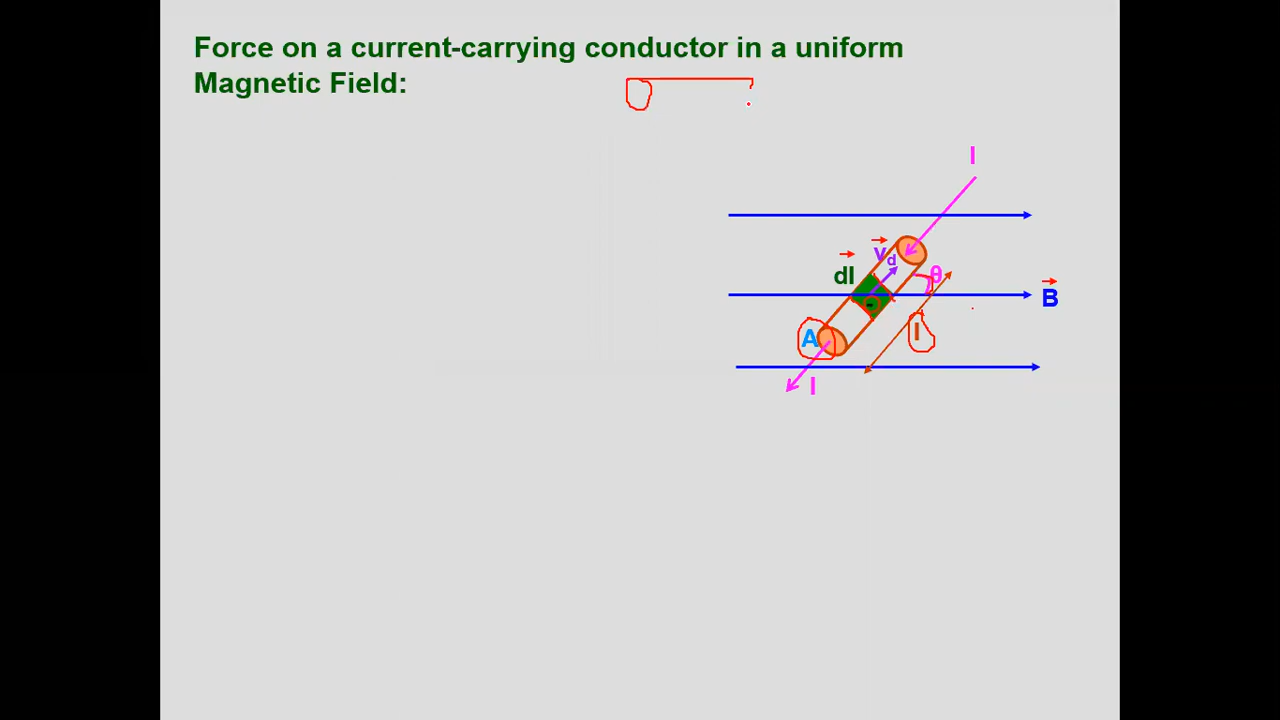 Force on a current-carrying conductor in a uniform
Magnetic Field:
I
vd
dl
θ
B
A
l
I